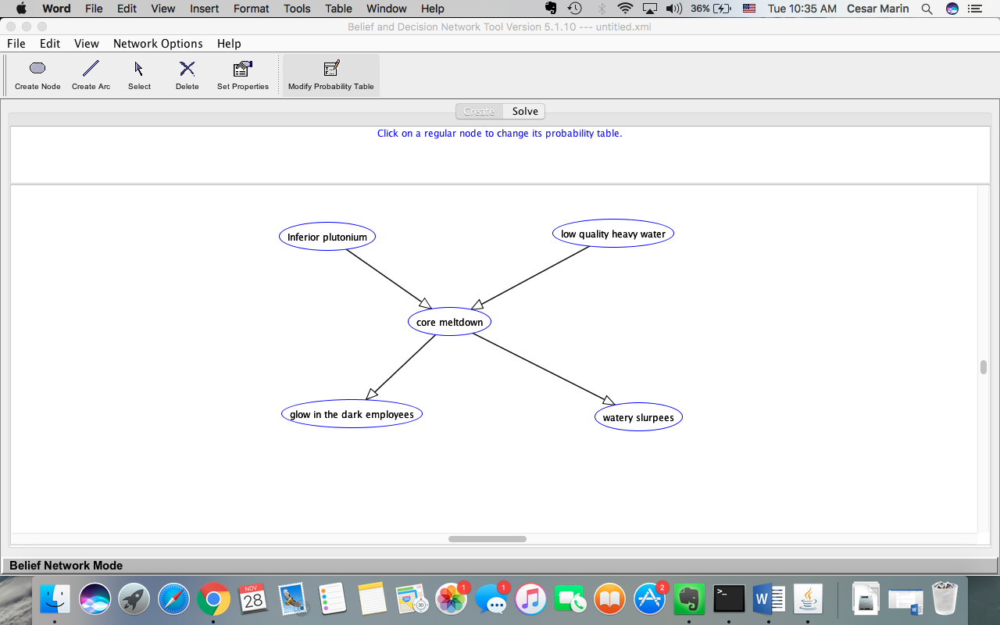 Word File Edit View Insert Format Tools Table Window Help 36% Tue 10:35 AM Cesar Marin
Belief and Decision Network Tool Version 5.1.10 --- untitled.xml
File Edit View Network Options Help
Create Node Create Arc Select Delete Set Properties Modify Probability Table
Create Solve
Click on a regular node to change its probability table.
Inferior plutonium low quality heavy water
core meltdown
glow in the dark employees watery slurpees
Belief Network Mode
NOV 28 30 1 1 2 >_ W